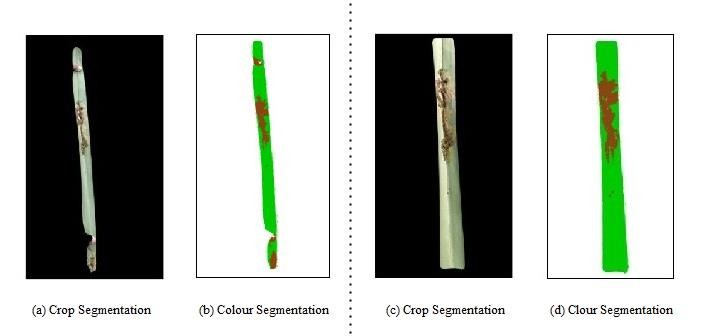 (a) Crop Segmentation
(b) Colour Segmentation
(c) Crop Segmentation
(d) Clour Segmentation